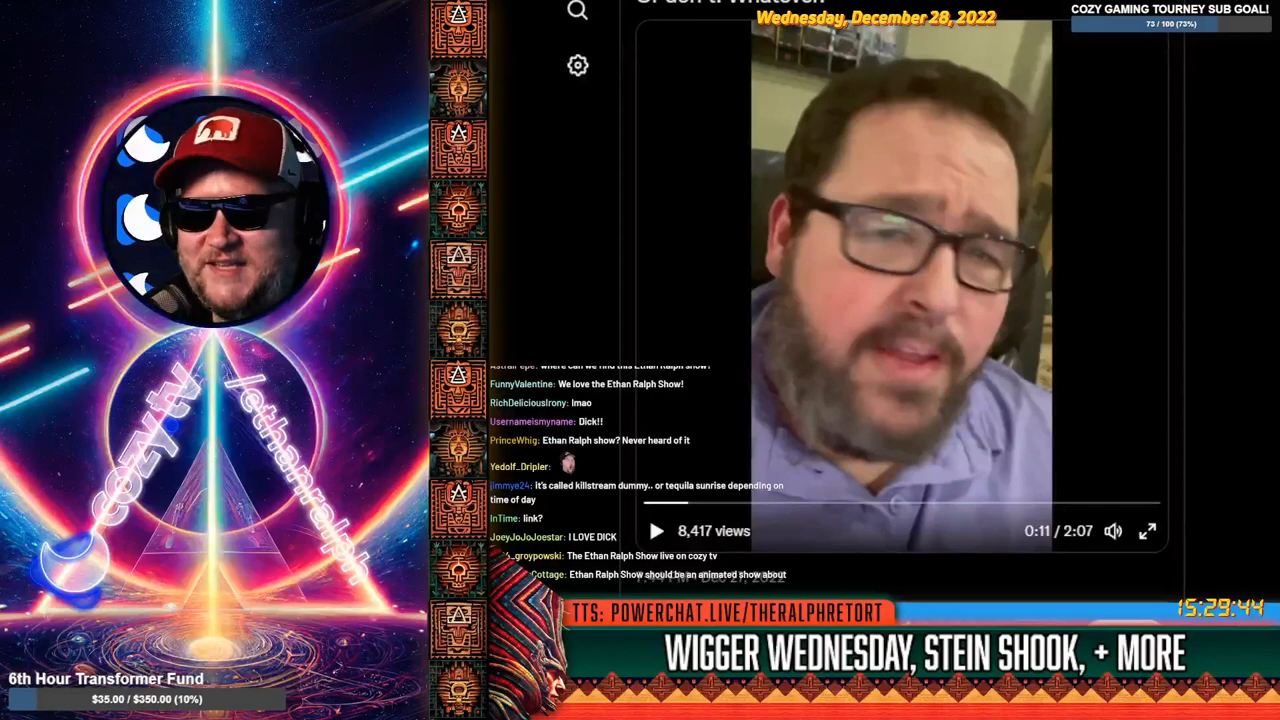 Wednesday, December 28, 2022
COZY GAMING TOURNEY SUB GOAL!
73 / 100 (73%)
where can we find this Ethan Ralph show?
FunnyValentine: We love the Ethan Ralph Show!
RichDeliciousIrony: lmao
Usernameismyname: Dick!!
PrinceWhig: Ethan Ralph show? Never heard of it
Yedolf_Dripler:
jimmye24: it's called killstream dummy.. or tequila sunrise depending on
time of day
InTime: link?
JoeyJoJoJoestar: I LOVE DICK
_groypowski: The Ethan Ralph Show live on cozy tv
Cottage: Ethan Ralph Show should be an animated show about
8,417 views
0:11 / 2:07
cozy.tv
/ethanralph
TTS: POWERCHAT.LIVE/THERALPHRETORT
15:29:44
WIGGER WEDNESDAY, STEIN SHOOK, + MORE
6th Hour Transformer Fund
$35.00 / $350.00 (10%)